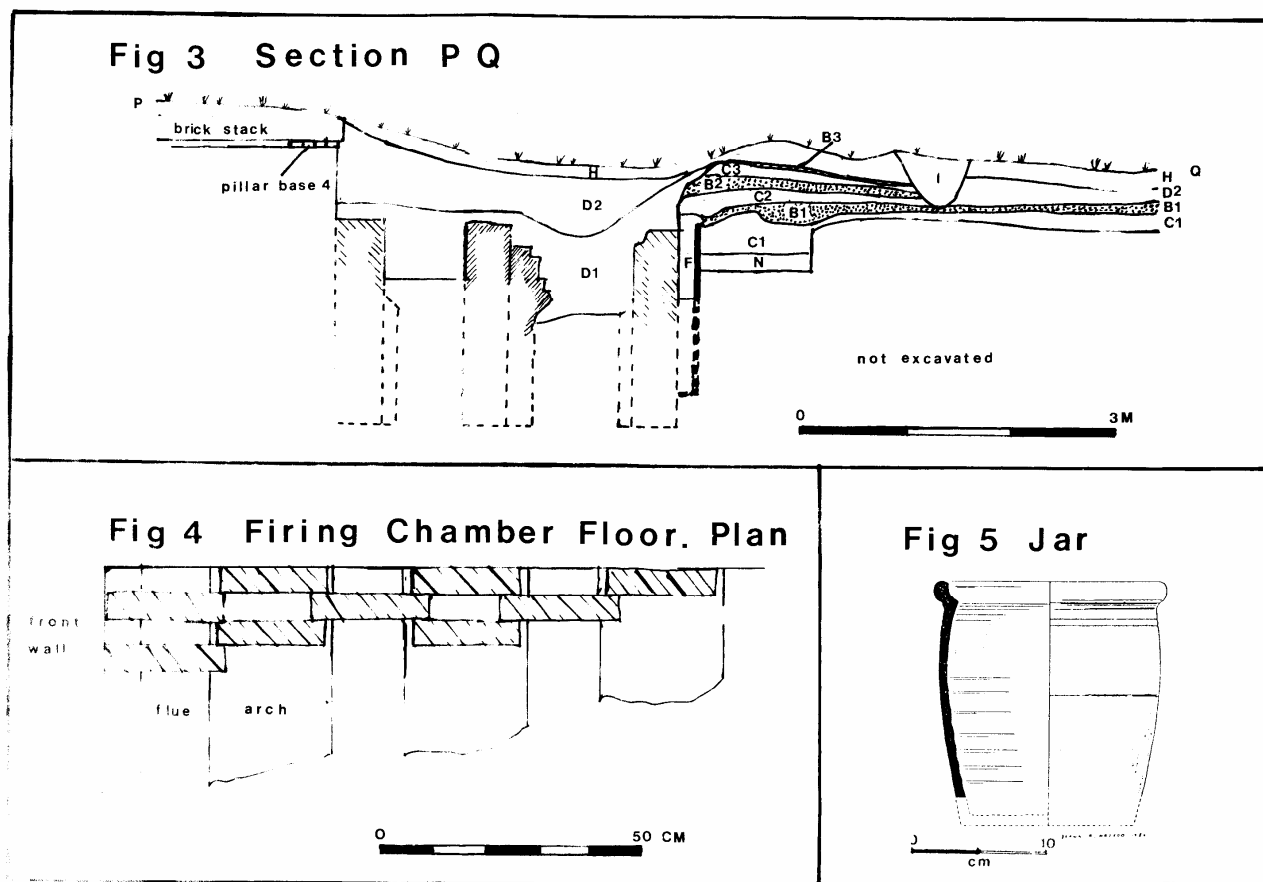 Fig 3 Section P Q
P
brick stack
pillar base 4
H
D2
D1
F
B3
C3
B2
C2
B1
C1
N
I
Q
H
D2
B1
C1
not excavated
0 3M
Fig 4 Firing Chamber Floor. Plan
front
wall
flue arch
0 50 CM
Fig 5 Jar
0 10
cm